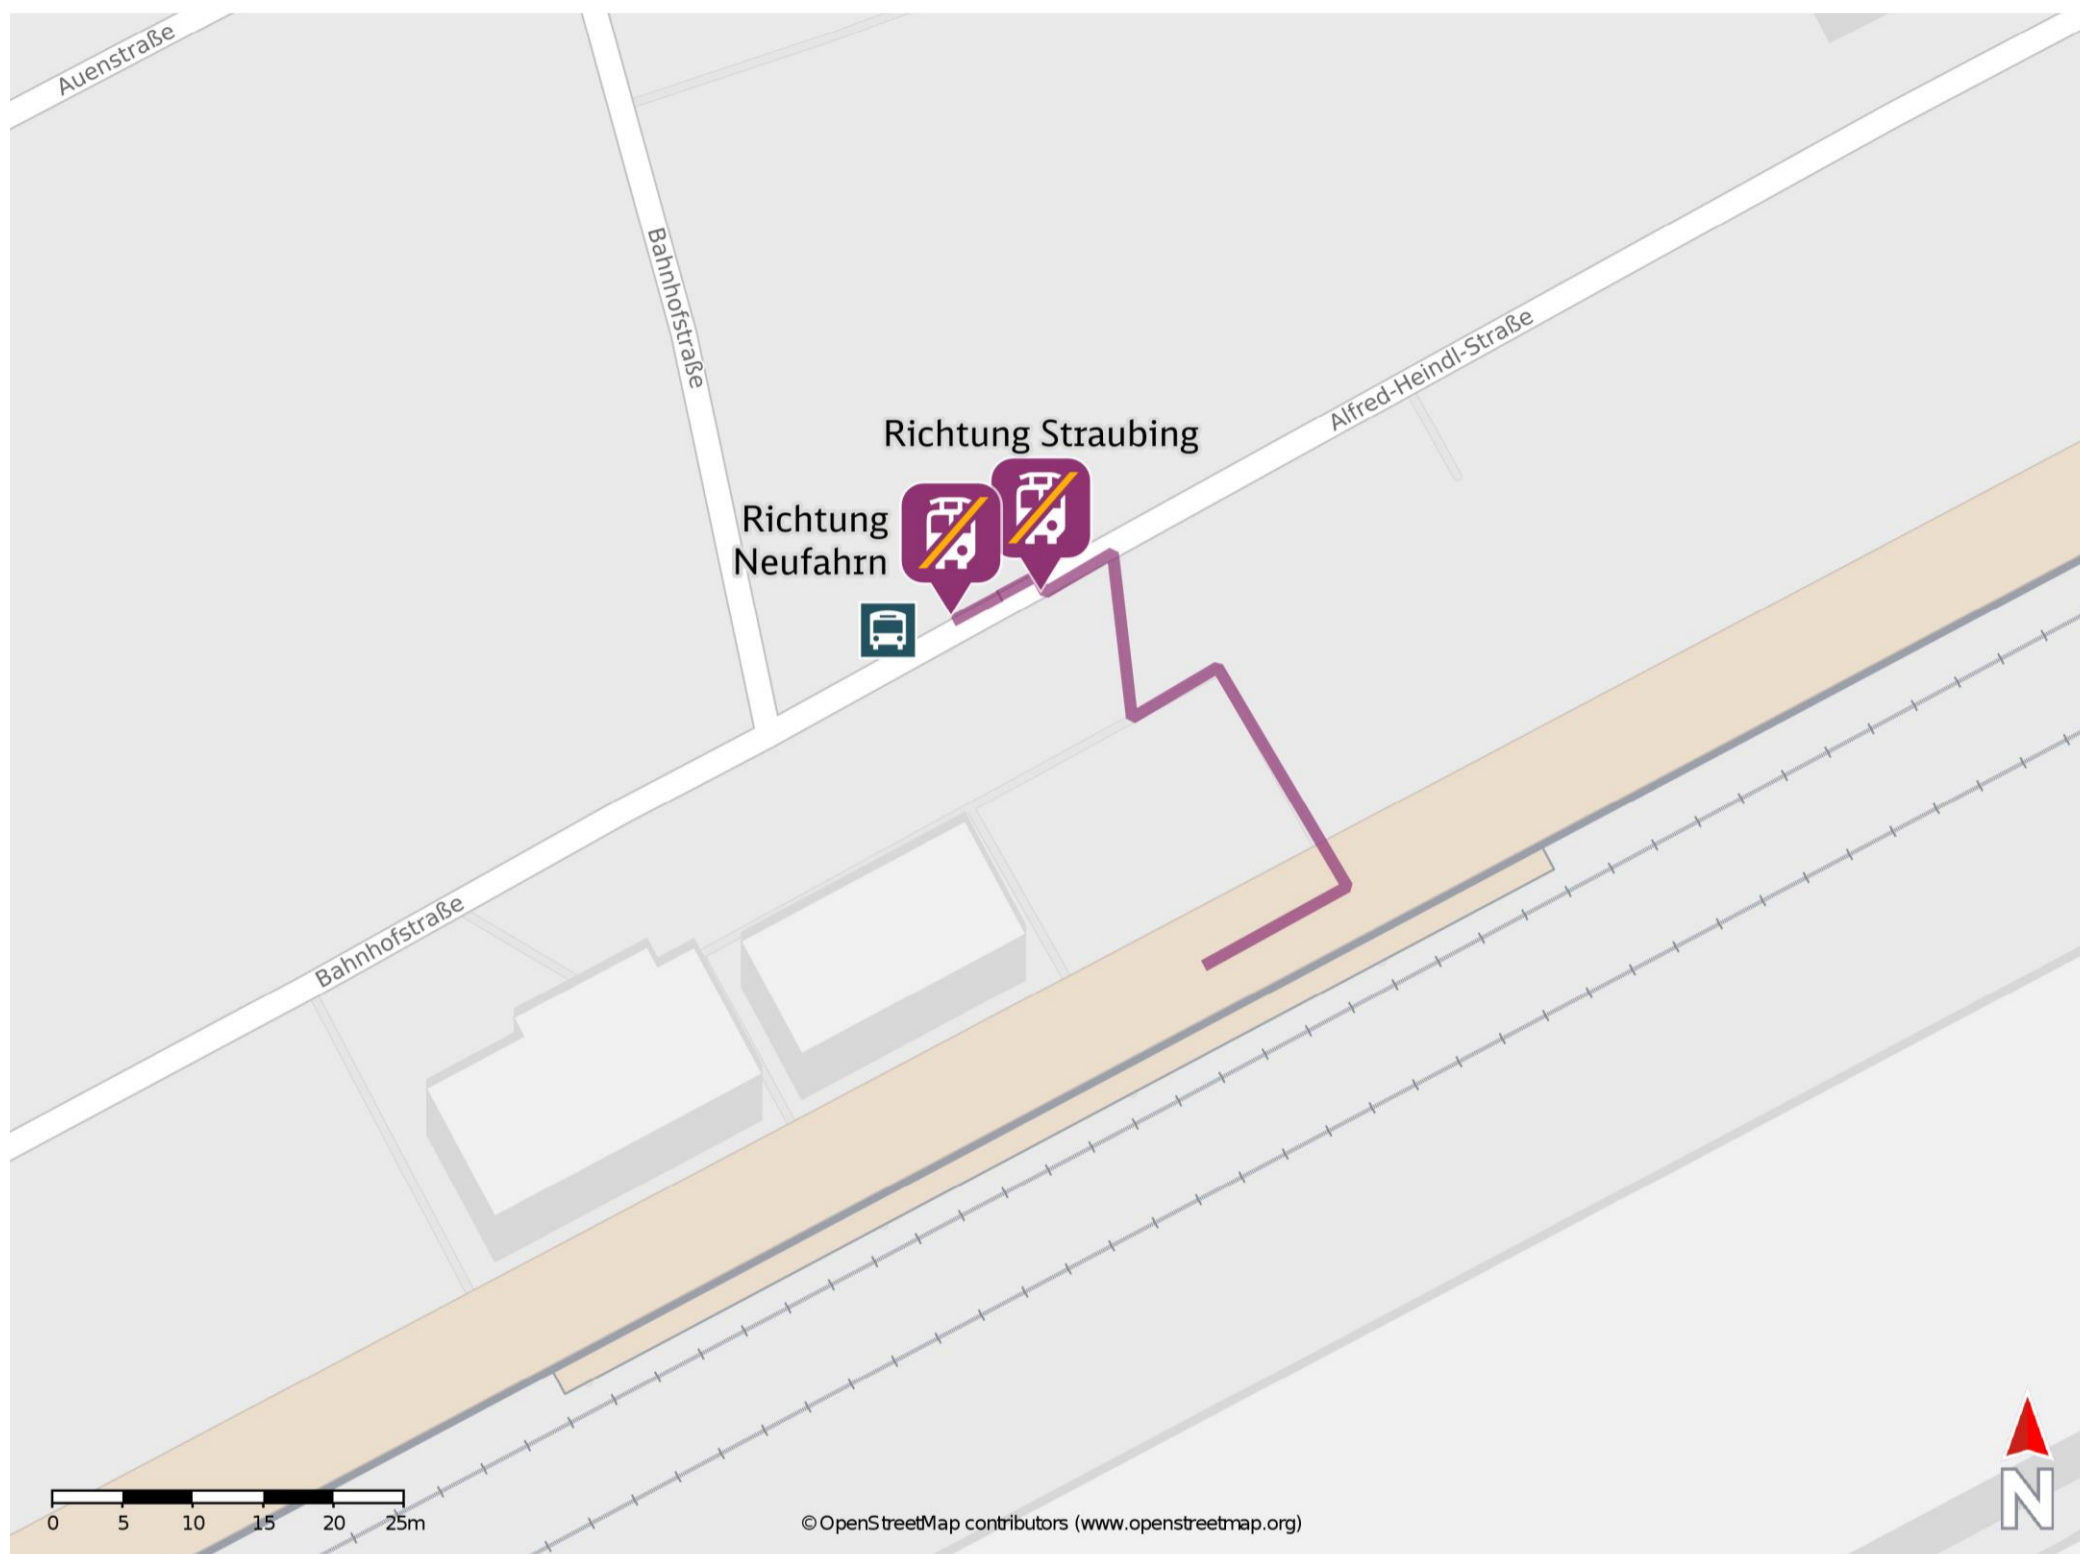 Auenstraße
Bahnhofstraße
Alfred-Heindl-Straße
Richtung Straubing
Richtung
Neufahrn
Bahnhofstraße
0 5 10 15 20 25m
© OpenStreetMap contributors (www.openstreetmap.org)
N